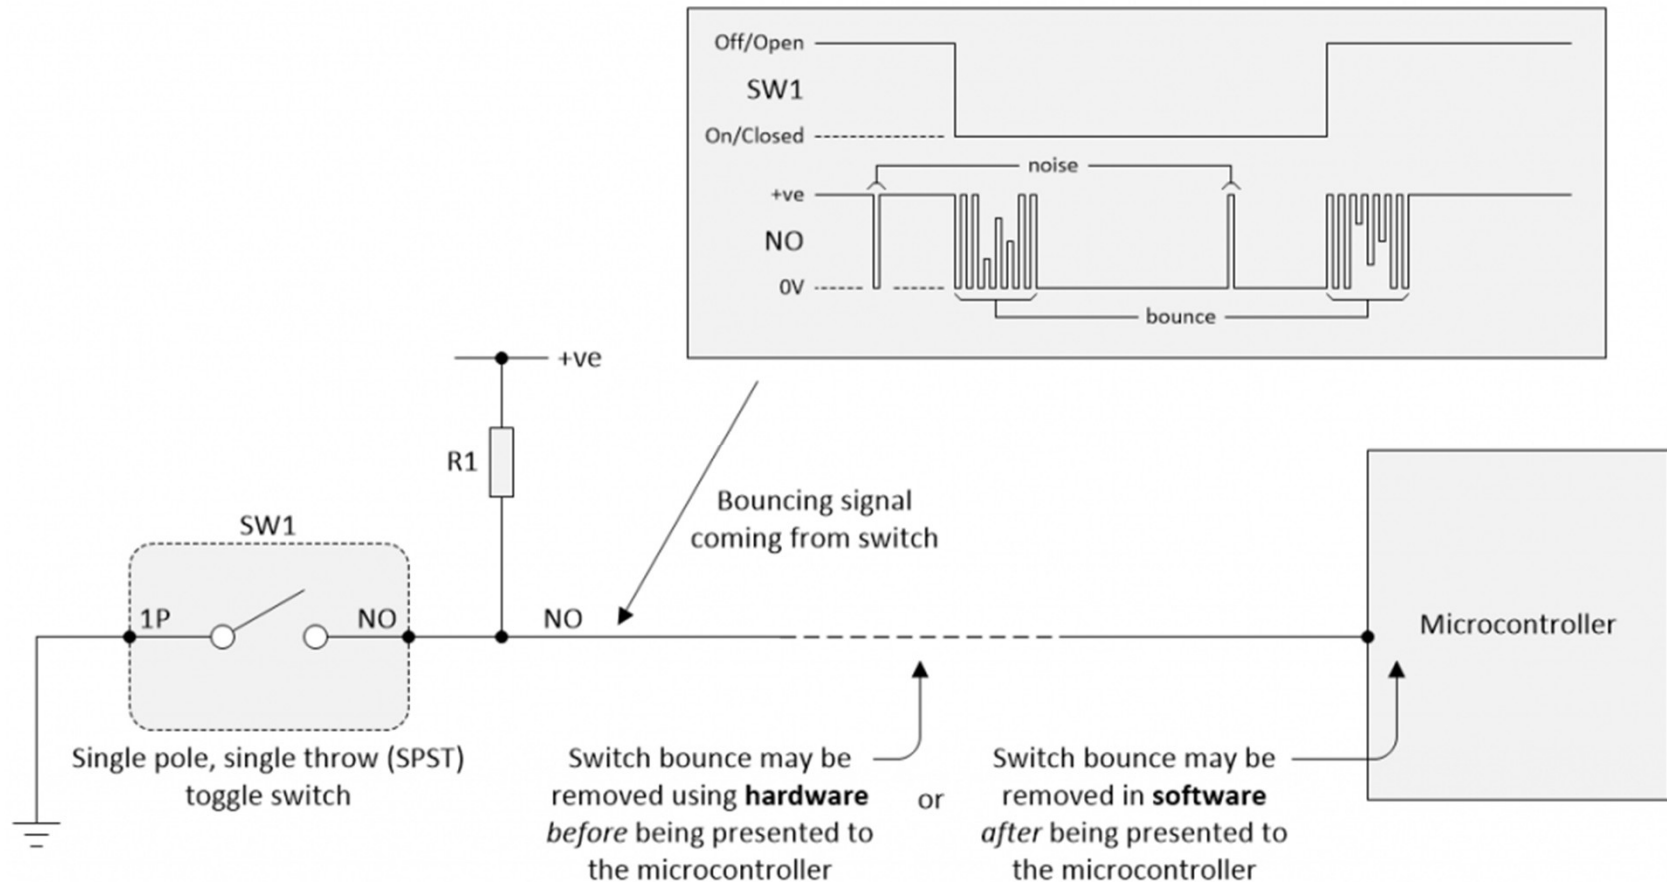 Off/Open
SW1
On/Closed
noise
+ve
NO
0V
bounce
+ve
R1
Bouncing signal
coming from switch
SW1
1P
NO
NO
Microcontroller
Single pole, single throw (SPST)
toggle switch
Switch bounce may be
removed using hardware
before being presented to
the microcontroller
or
Switch bounce may be
removed in software
after being presented to
the microcontroller